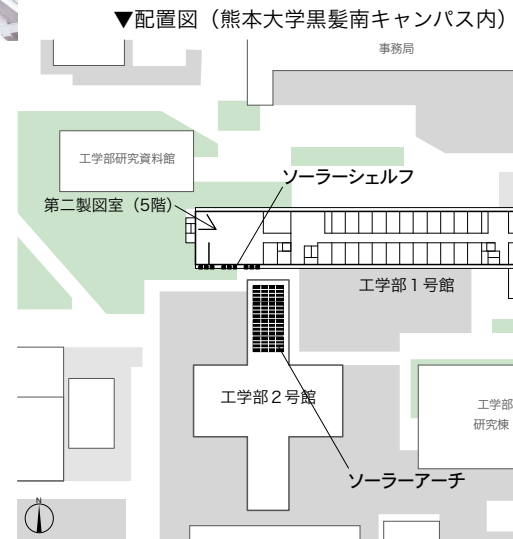 ▼配置図（熊本大学黒髪南キャンパス内）
事務局
工学部研究資料館
ソーラーシェルフ
第二製図室（5階）
工学部１号館
工学部２号館
工学部
研究棟
ソーラーアーチ
N